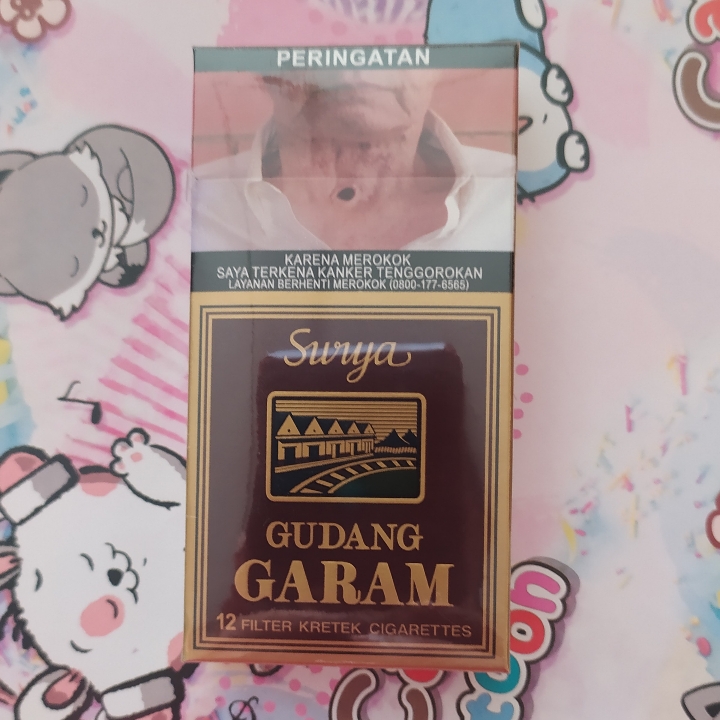 PERINGATAN
KARENA MEROKOK
SAYA TERKENA KANKER TENGGOROKAN
LAYANAN BERHENTI MEROKOK (0800-177-6565)
Surya
GUDANG
GARAM
12 FILTER KRETEK CIGARETTES